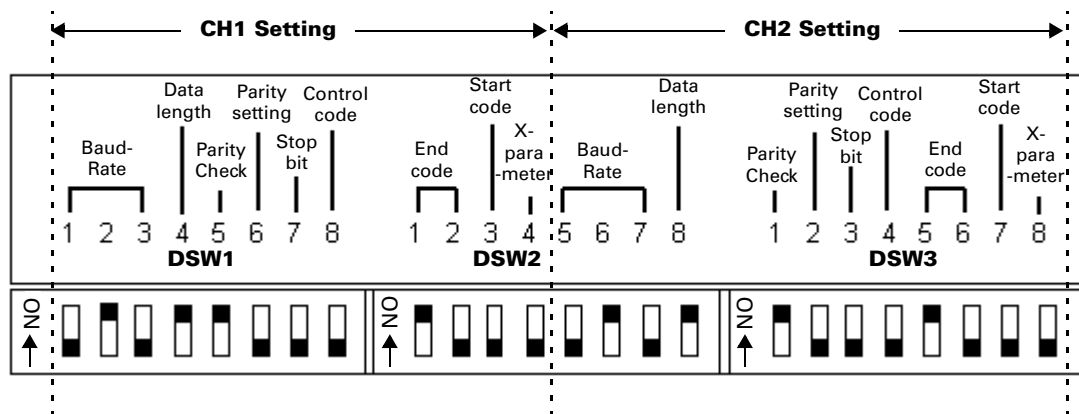 CH1 Setting
CH2 Setting
Baud-
Rate
Data
length
Parity
Check
Parity
setting
Stop
bit
Control
code
End
code
Start
code
X-
para
-meter
Baud-
Rate
Data
length
Parity
Check
Parity
setting
Stop
bit
Control
code
End
code
Start
code
X-
para
-meter
1 2 3 4 5 6 7 8
1 2 3 4 5 6 7 8
1 2 3 4 5 6 7 8
DSW1
DSW2
DSW3
ON
ON
ON